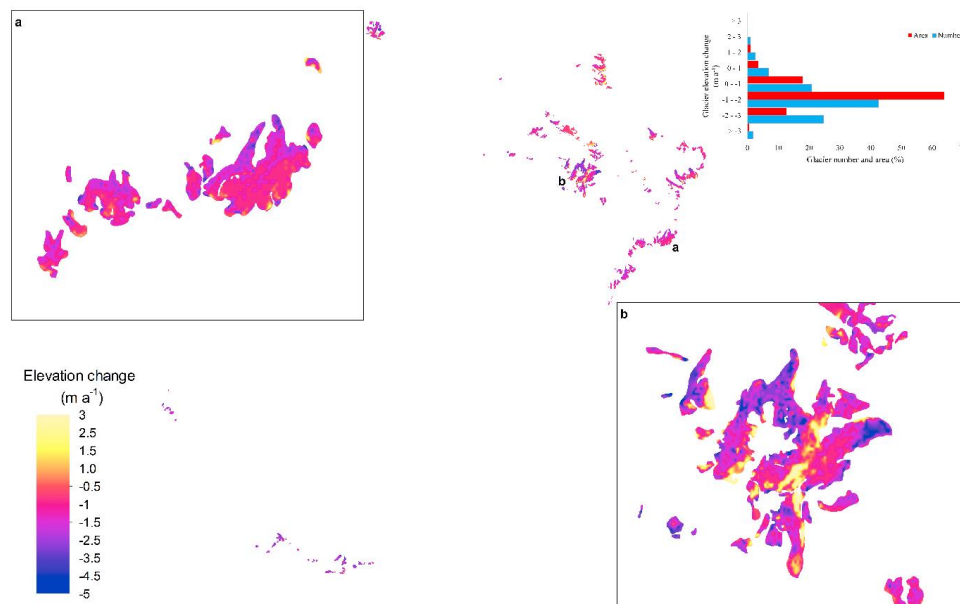 a
Area
Number
Glacier elevation change
(m a⁻¹)
> 3
2 - 3
1 - 2
0 - 1
0 - -1
-1 - -2
-2 - -3
> -3
0
10
20
30
40
50
60
Glacier number and area (%)
b
a
b
Elevation change
(m a⁻¹)
3
2.5
1.5
1.0
-0.5
-1
-1.5
-2.5
-3.5
-4.5
-5